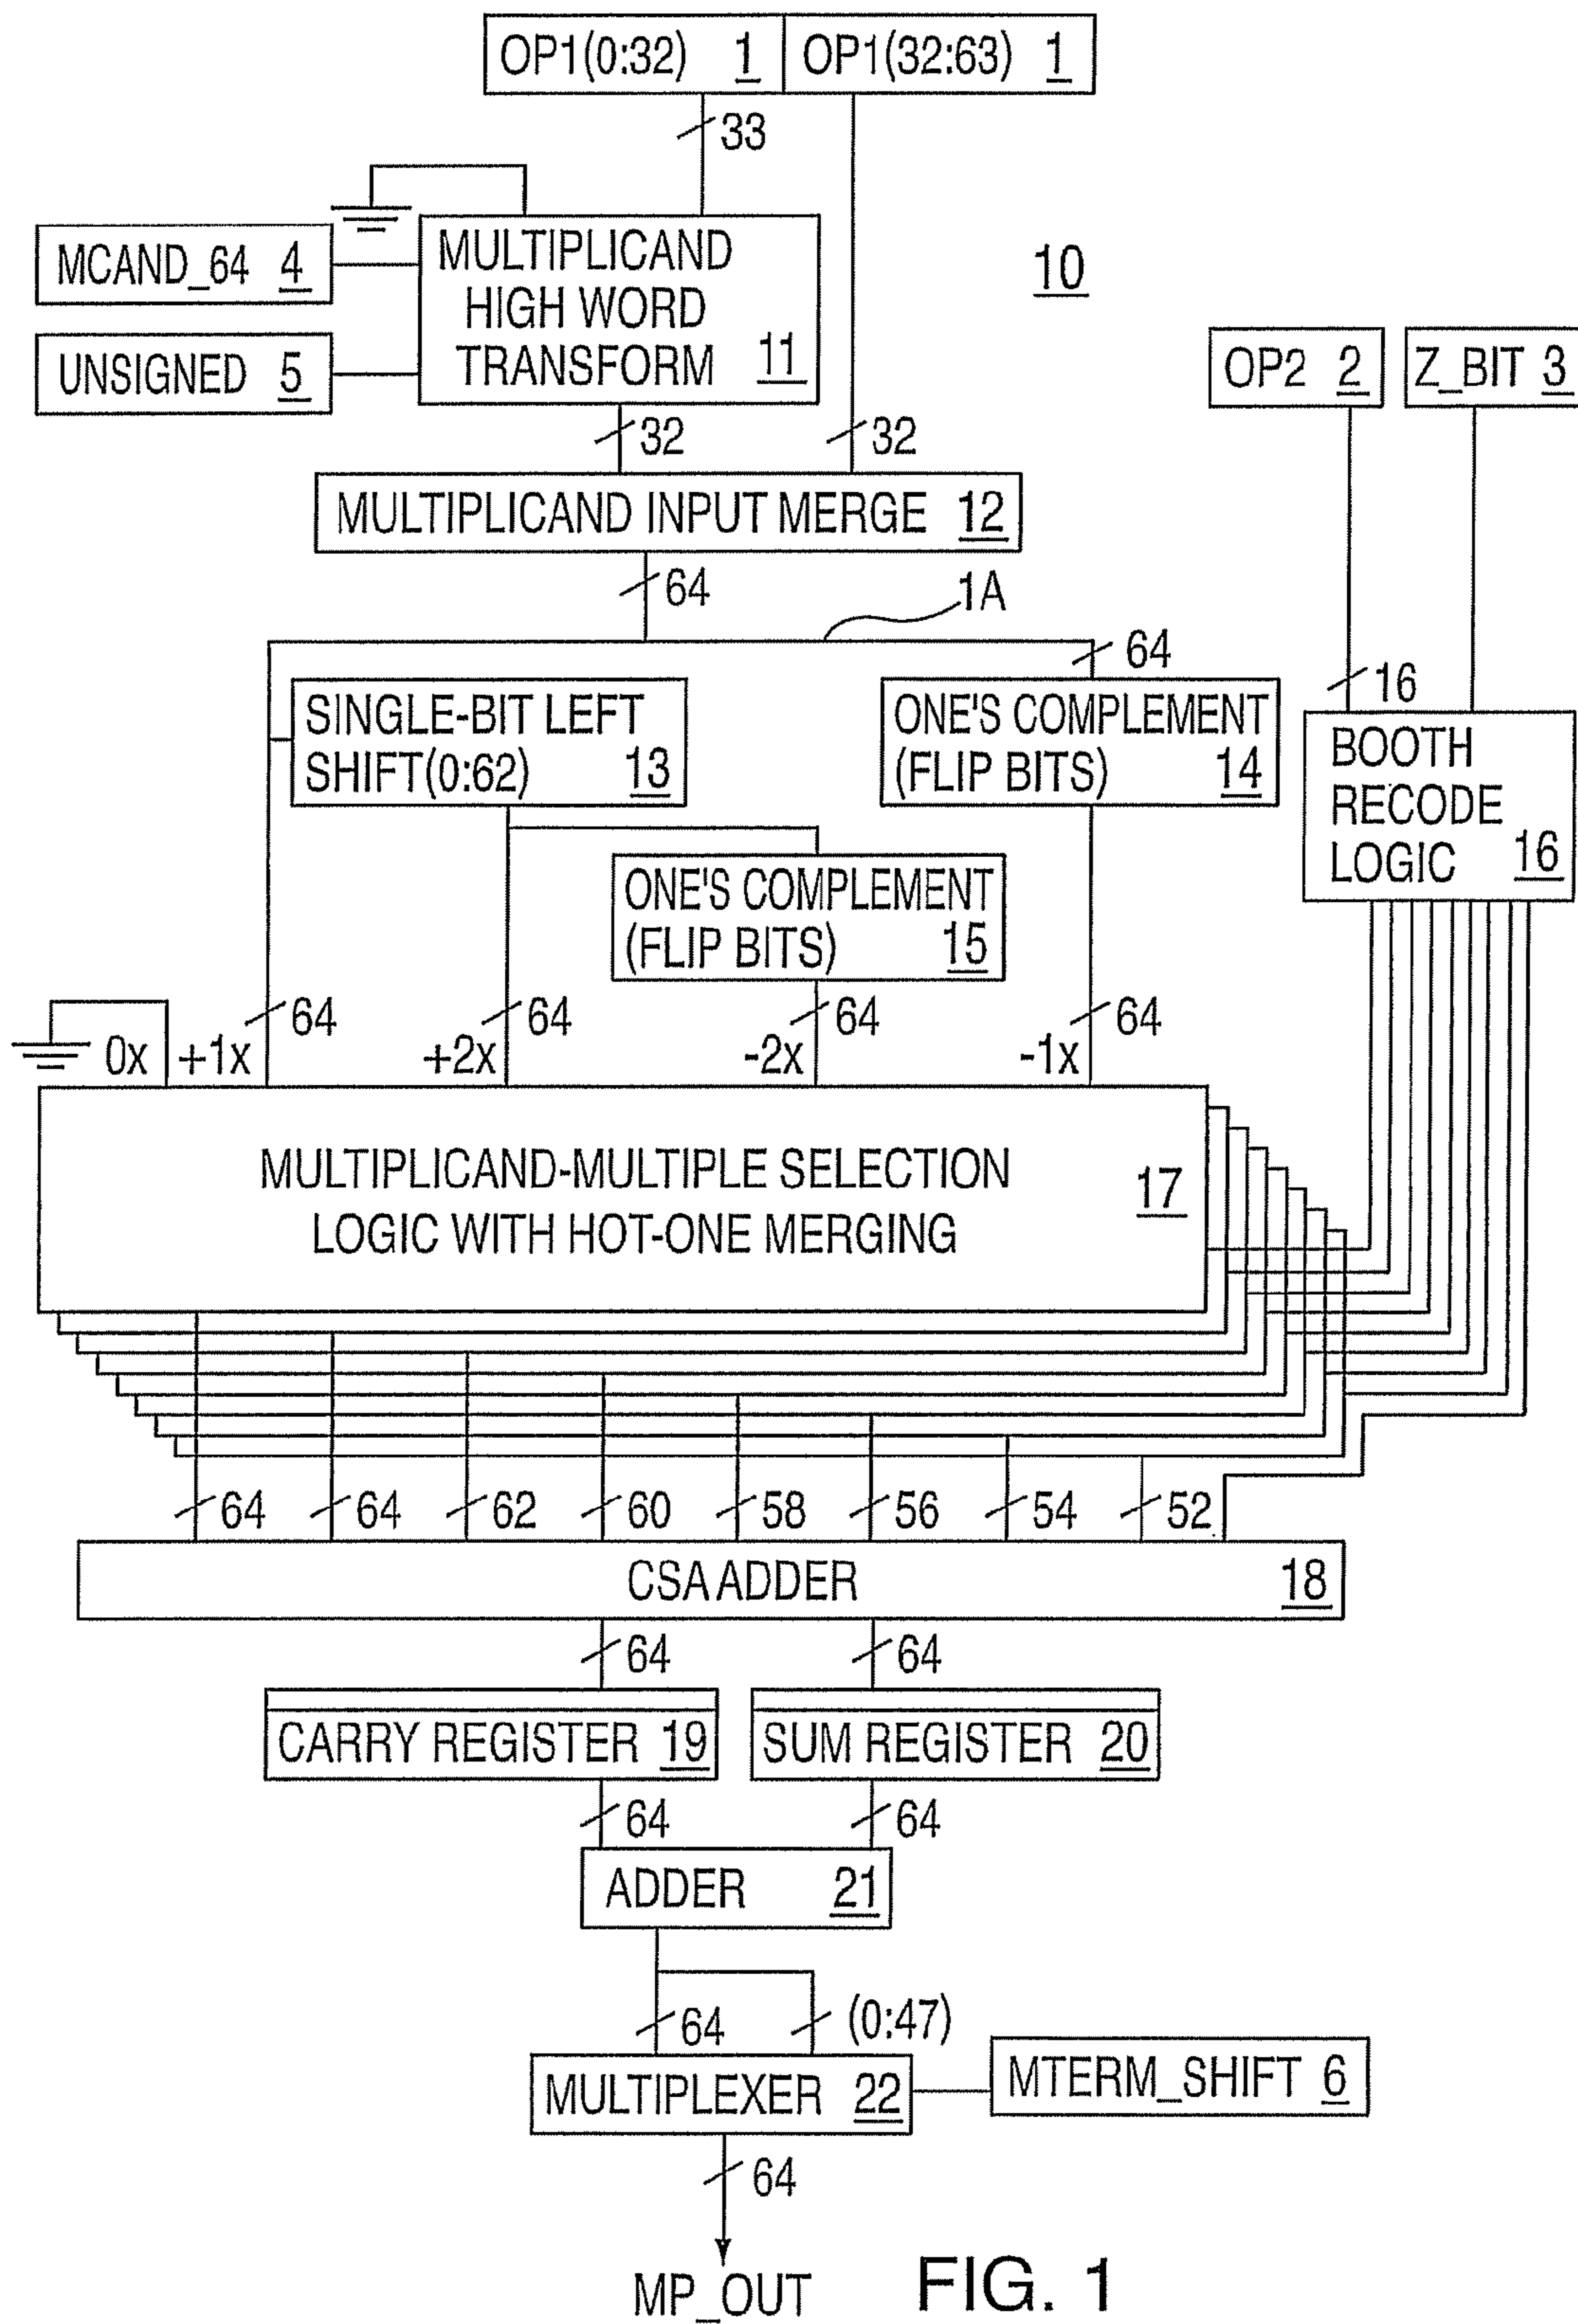 OP1(0:32) 1 OP1(32:63) 1
33
MCAND_64 4
UNSIGNED 5
MULTIPLICAND
HIGH WORD
TRANSFORM 11
10
OP2 2
Z_BIT 3
32 32
MULTIPLICAND INPUT MERGE 12
64
1A
64
16
SINGLE-BIT LEFT
SHIFT(0:62) 13
ONE'S COMPLEMENT
(FLIP BITS) 14
BOOTH
RECODE
LOGIC 16
ONE'S COMPLEMENT
(FLIP BITS) 15
64 64 64 64
0x +1x +2x -2x -1x
MULTIPLICAND-MULTIPLE SELECTION
LOGIC WITH HOT-ONE MERGING
17
64 64 62 60 58 56 54 52
CSA ADDER 18
64 64
CARRY REGISTER 19
SUM REGISTER 20
64 64
ADDER 21
64 (0:47)
MULTIPLEXER 22
MTERM_SHIFT 6
64
MP_OUT
FIG. 1